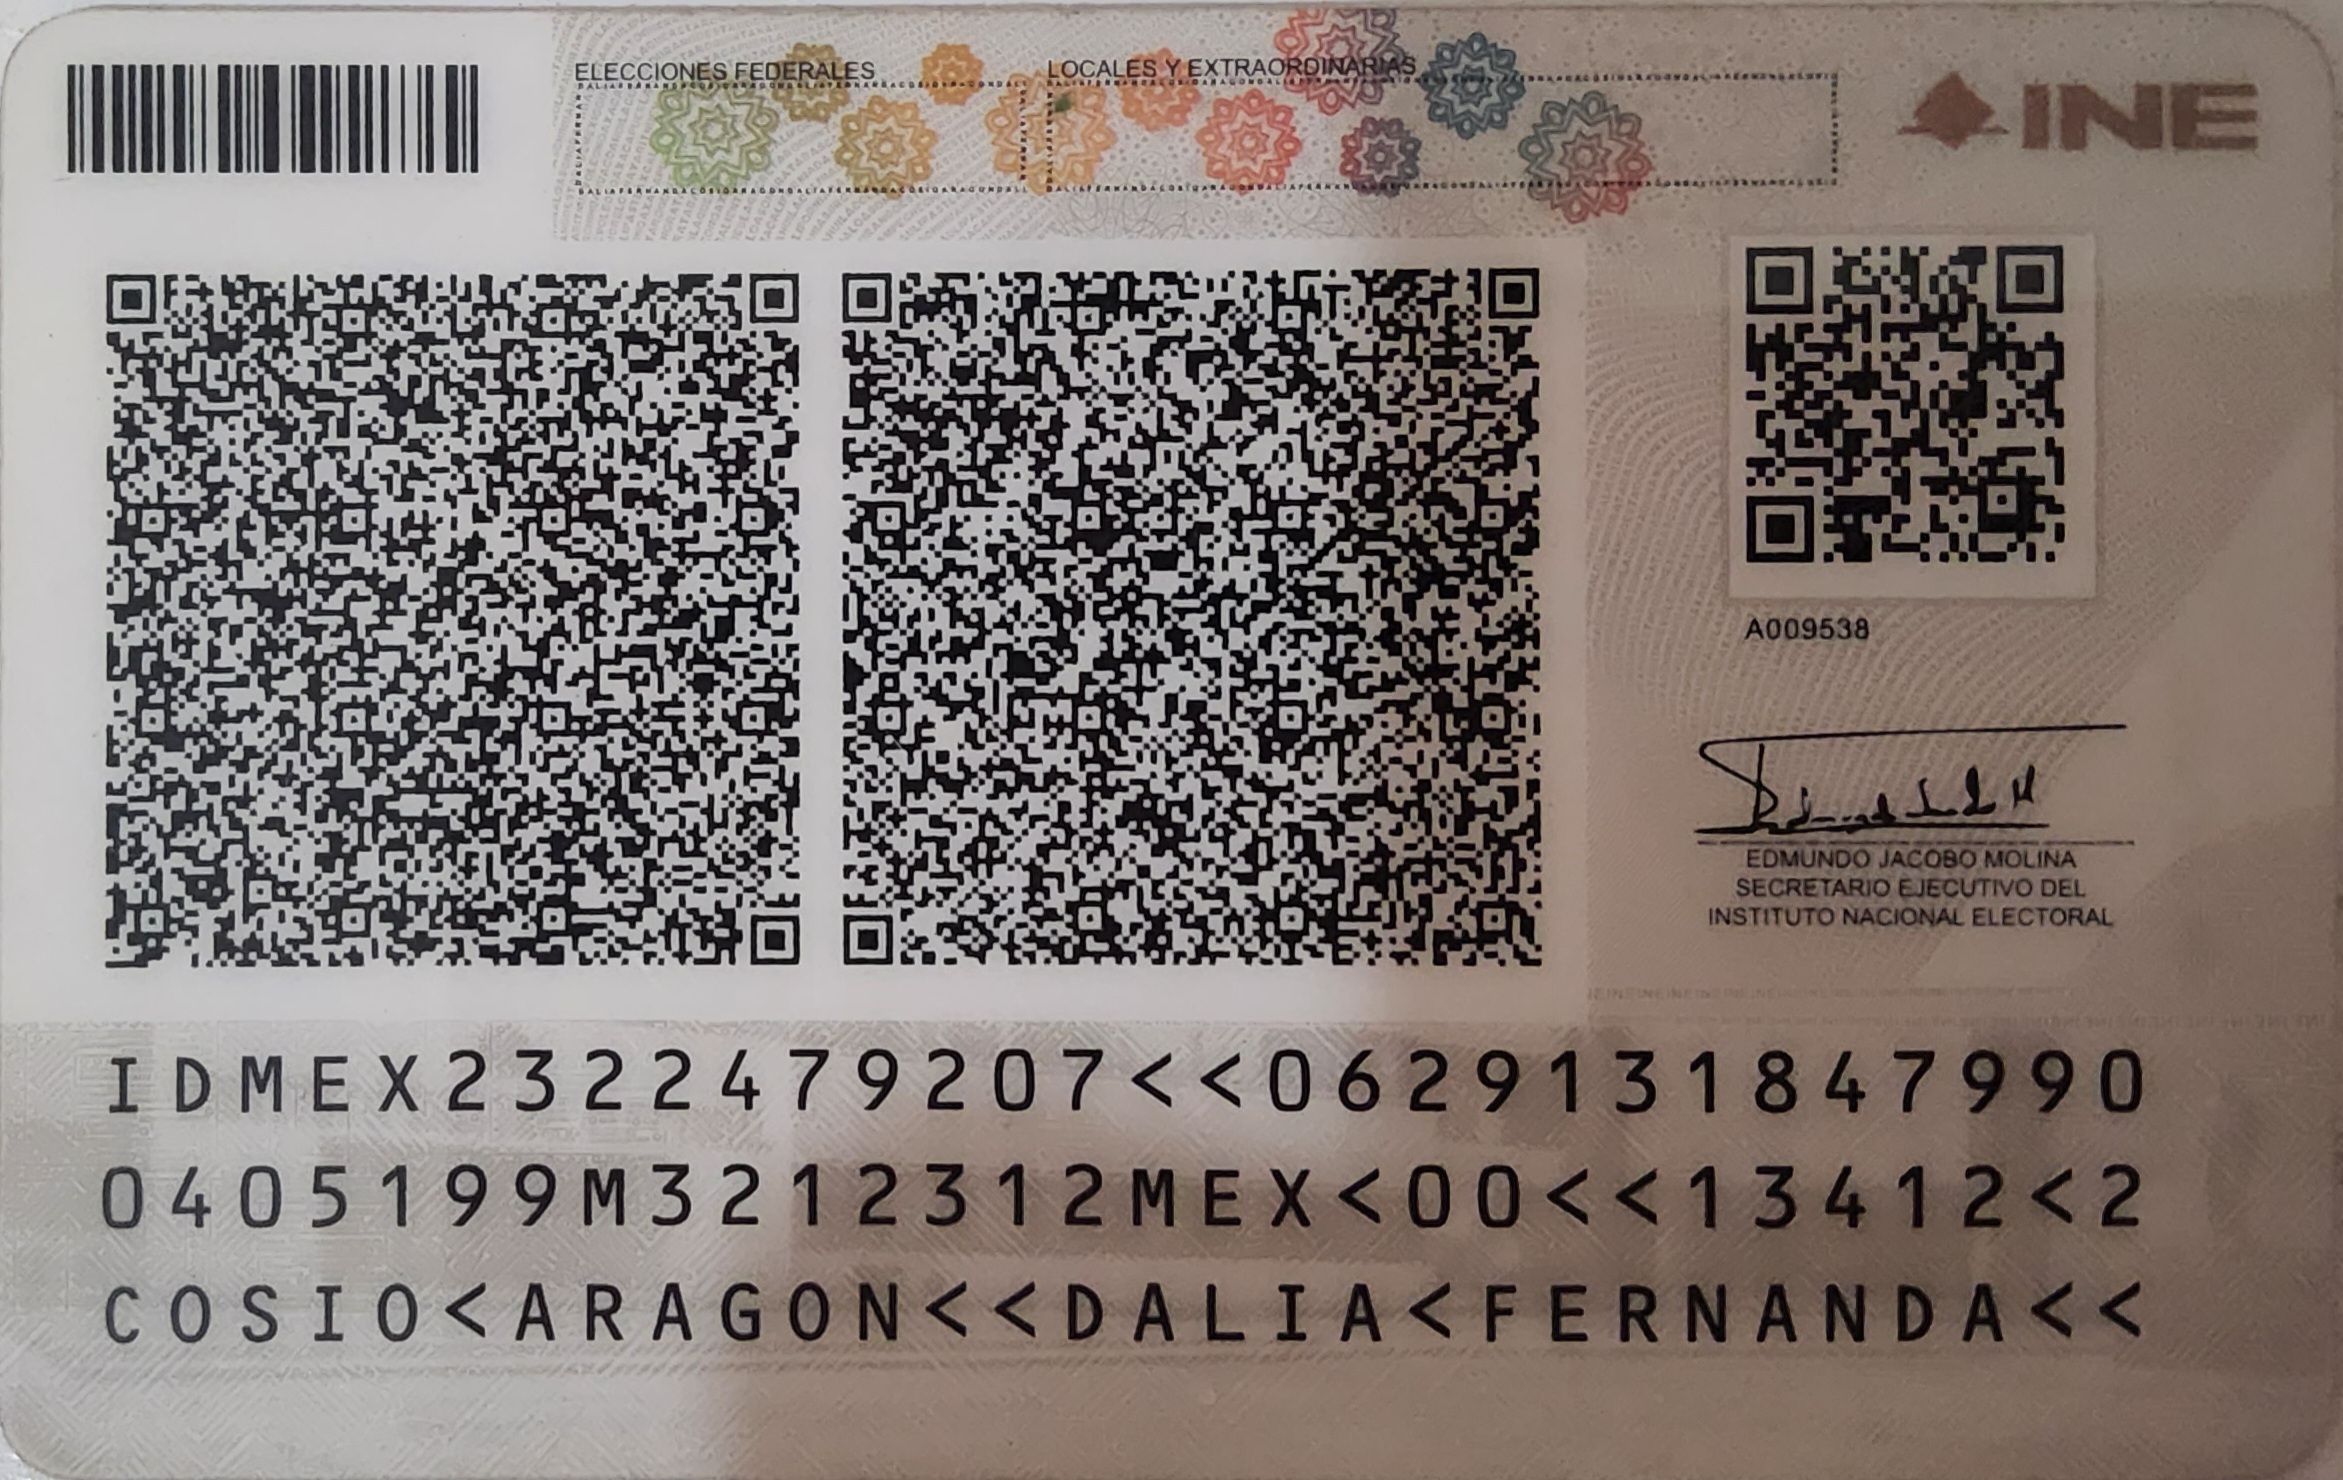 ELECCIONES FEDERALES LOCALES Y EXTRAORDINARIAS
INE
A009538
EDMUNDO JACOBO MOLINA
SECRETARIO EJECUTIVO DEL
INSTITUTO NACIONAL ELECTORAL
IDMEX2322479207<<0629131847990
0405199M3212312MEX<00<<13412<2
COSIO<ARAGON<<DALIA<FERNANDA<<